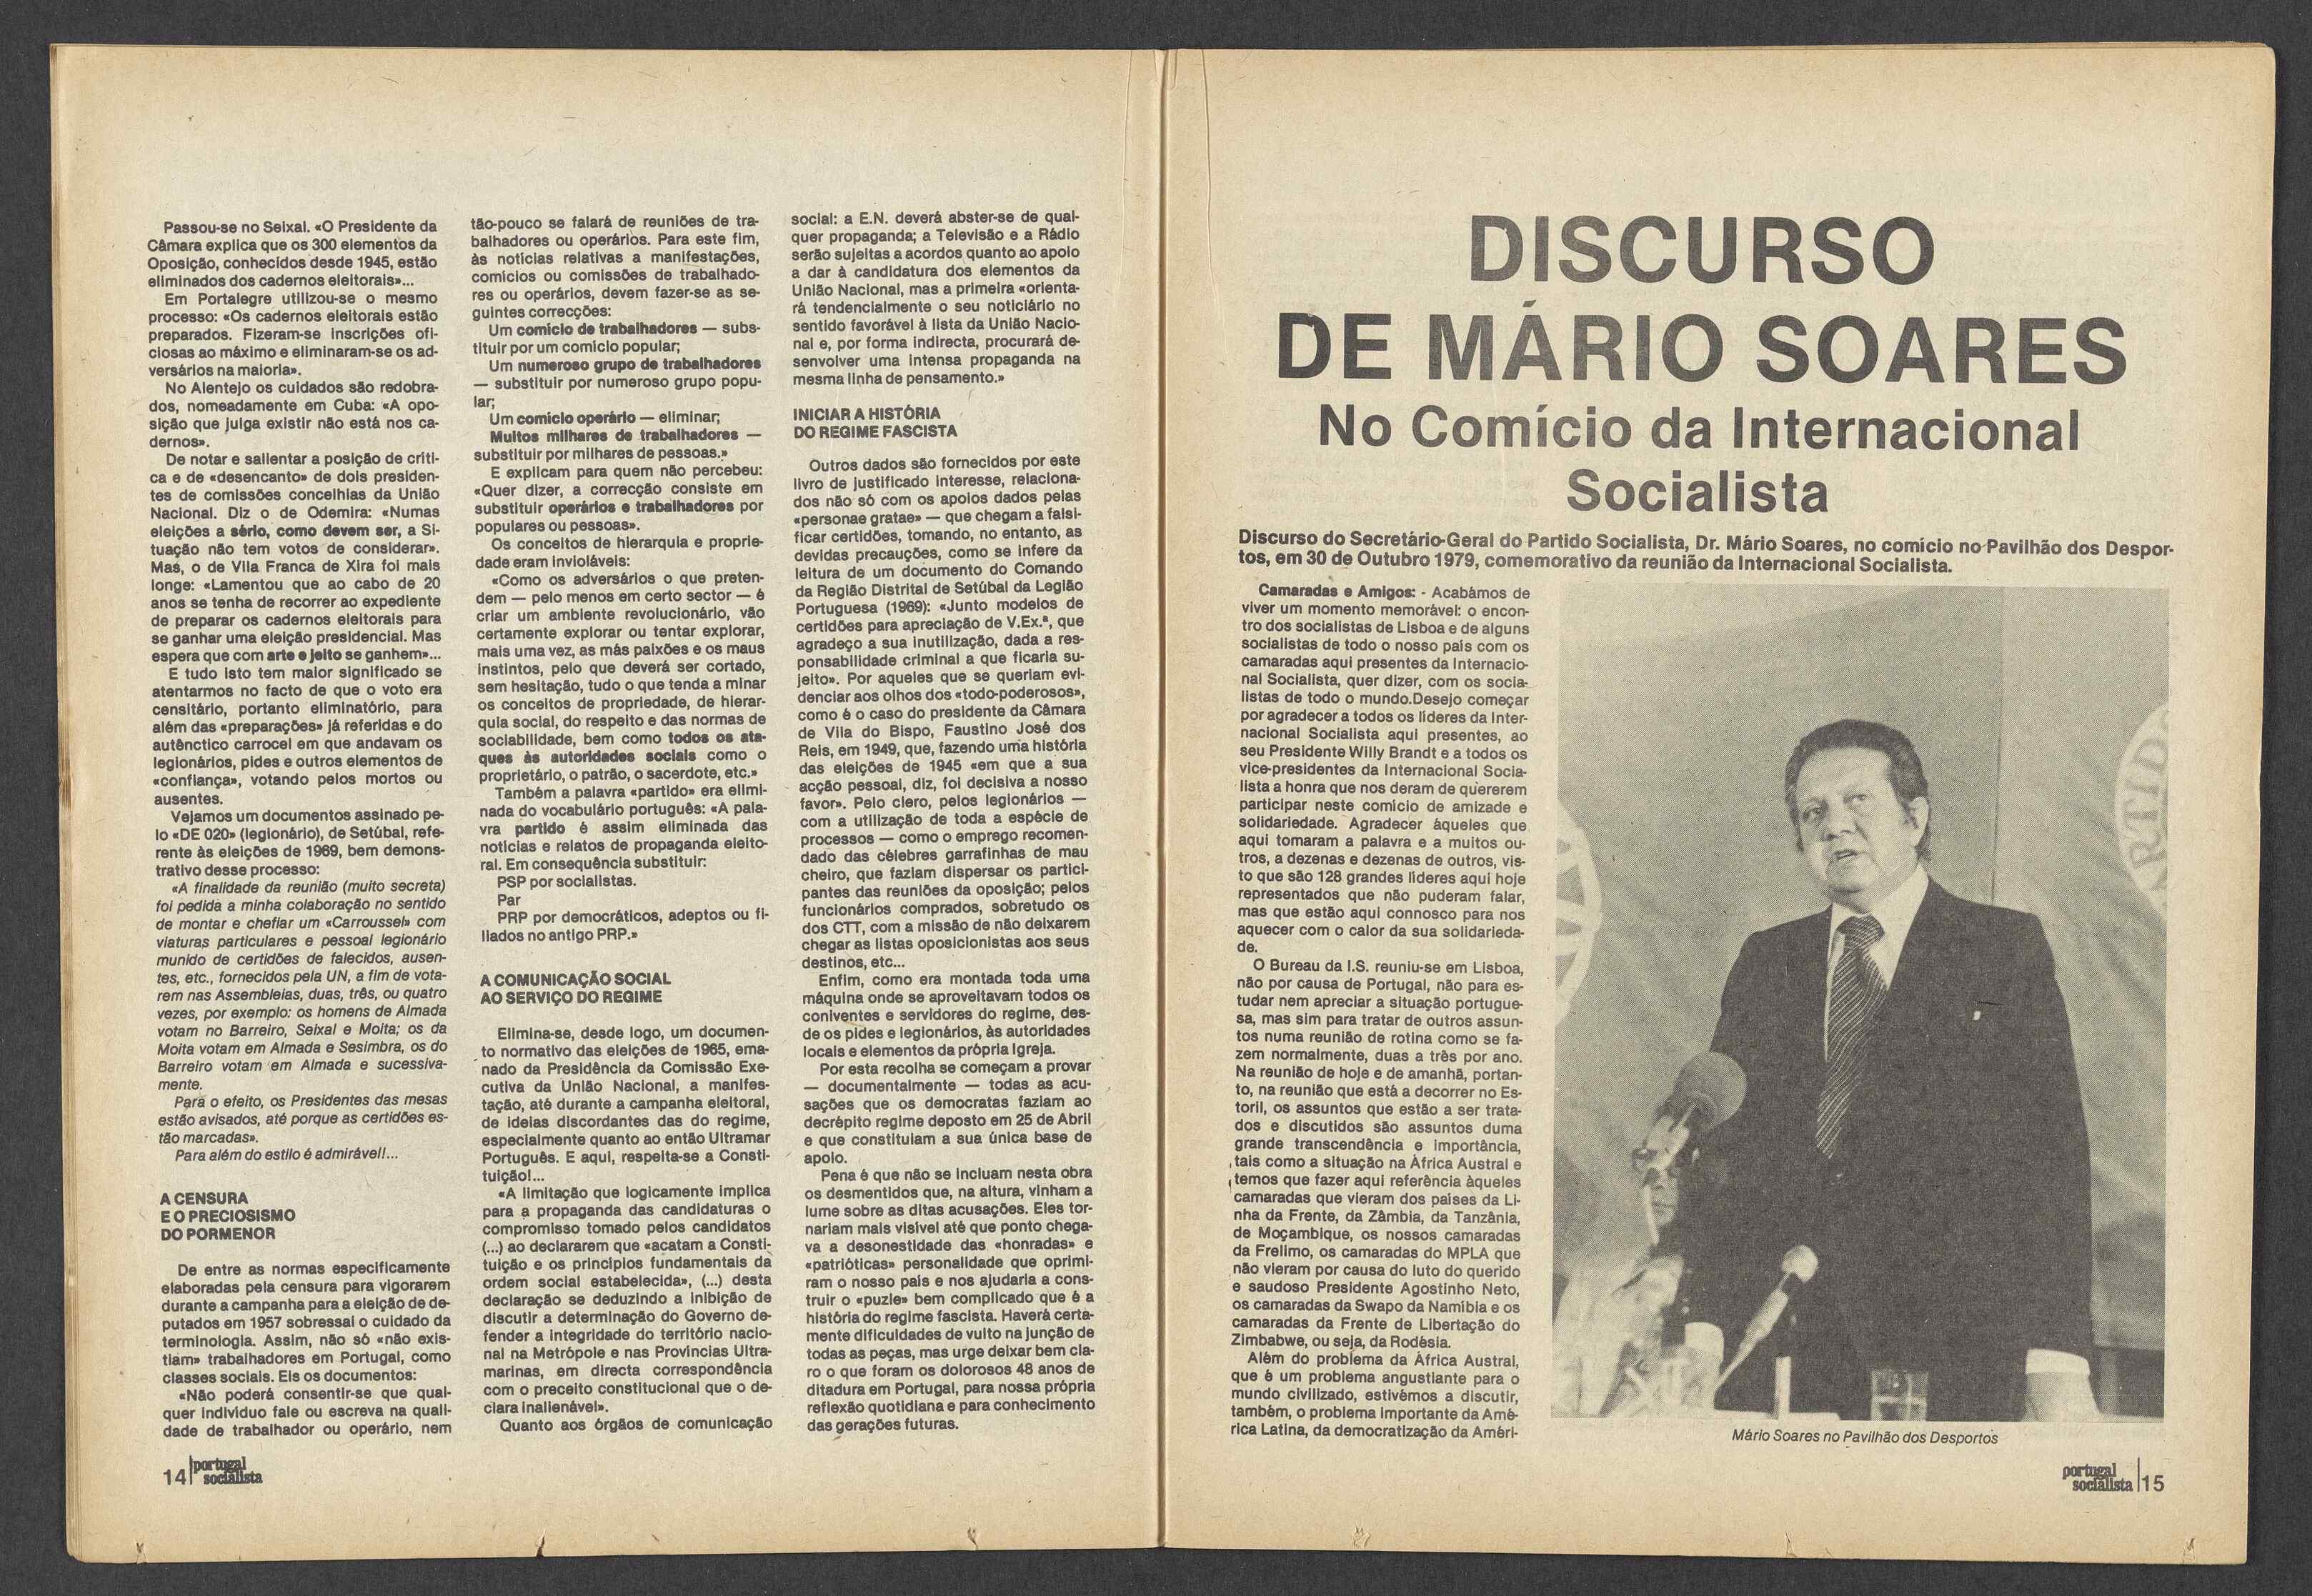 Passou-se no Seixal. «O Presidente da
Câmara explica que os 300 elementos da
Oposição, conhecidos desde 1945, estão
eliminados dos cadernos eleitorais»...
Em Portalegre utilizou-se o mesmo
processo: «Os cadernos eleitorais estão
preparados. Fizeram-se inscrições ofi-
ciosas ao máximo e eliminaram-se os ad-
versários na maioria».
No Alentejo os cuidados são redobra-
dos, nomeadamente em Cuba: «A opo-
sição que julga existir não está nos ca-
dernos».
De notar e salientar a posição de críti-
ca e de «desencanto» de dois presiden-
tes de comissões concelhias da União
Nacional. Diz o de Odemira: «Numas
eleições a sério, como devem ser, a Si-
tuação não tem votos de considerar».
Mas, o de Vila Franca de Xira foi mais
longe: «Lamentou que ao cabo de 20
anos se tenha de recorrer ao expediente
de preparar os cadernos eleitorais para
se ganhar uma eleição presidencial. Mas
espera que com arte e jeito se ganhem»...
E tudo isto tem maior significado se
atentarmos no facto de que o voto era
censitário, portanto eliminatório, para
além das «preparações» já referidas e do
autênctico carrocel em que andavam os
legionários, pides e outros elementos de
«confiança», votando pelos mortos ou
ausentes.
Vejamos um documentos assinado pe-
lo «DE 020» (legionário), de Setúbal, refe-
rente às eleições de 1969, bem demons-
trativo desse processo:
«A finalidade da reunião (muito secreta)
foi pedida a minha colaboração no sentido
de montar e chefiar um «Carroussel» com
viaturas particulares e pessoal legionário
munido de certidões de falecidos, ausen-
tes, etc., fornecidos pela UN, a fim de vota-
rem nas Assembleias, duas, três, ou quatro
vezes, por exemplo: os homens de Almada
votam no Barreiro, Seixal e Moita; os da
Moita votam em Almada e Sesimbra, os do
Barreiro votam em Almada e sucessiva-
mente.
Para o efeito, os Presidentes das mesas
estão avisados, até porque as certidões es-
tão marcadas».
Para além do estilo é admirável!...
A CENSURA
E O PRECIOSISMO
DO PORMENOR
De entre as normas especificamente
elaboradas pela censura para vigorarem
durante a campanha para a eleição de de-
putados em 1957 sobressai o cuidado da
terminologia. Assim, não só «não exis-
tiam» trabalhadores em Portugal, como
classes sociais. Eis os documentos:
«Não poderá consentir-se que qual-
quer indivíduo fale ou escreva na quali-
dade de trabalhador ou operário, nem
tão-pouco se falará de reuniões de tra-
balhadores ou operários. Para este fim,
às notícias relativas a manifestações,
comícios ou comissões de trabalhado-
res ou operários, devem fazer-se as se-
guintes correcções:
Um comício de trabalhadores — subs-
tituir por um comício popular;
Um numeroso grupo de trabalhadores
— substituir por numeroso grupo popu-
lar;
Um comício operário — eliminar;
Muitos milhares de trabalhadores —
substituir por milhares de pessoas.»
E explicam para quem não percebeu:
«Quer dizer, a correcção consiste em
substituir operários e trabalhadores por
populares ou pessoas».
Os conceitos de hierarquia e proprie-
dade eram invioláveis:
«Como os adversários o que preten-
dem — pelo menos em certo sector — é
criar um ambiente revolucionário, vão
certamente explorar ou tentar explorar,
mais uma vez, as más paixões e os maus
instintos, pelo que deverá ser cortado,
sem hesitação, tudo o que tenda a minar
os conceitos de propriedade, de hierar-
quia social, do respeito e das normas de
sociabilidade, bem como todos os ata-
ques às autoridades sociais como o
proprietário, o patrão, o sacerdote, etc.»
Também a palavra «partido» era elimi-
nada do vocabulário português: «A pala-
vra partido é assim eliminada das
notícias e relatos de propaganda eleito-
ral. Em consequência substituir:
PSP por socialistas.
Par
PRP por democráticos, adeptos ou fi-
liados no antigo PRP.»
A COMUNICAÇÃO SOCIAL
AO SERVIÇO DO REGIME
Elimina-se, desde logo, um documen-
to normativo das eleições de 1965, ema-
nado da Presidência da Comissão Exe-
cutiva da União Nacional, a manifes-
tação, até durante a campanha eleitoral,
de ideias discordantes das do regime,
especialmente quanto ao então Ultramar
Português. E aqui, respeita-se a Consti-
tuição!...
«A limitação que logicamente implica
para a propaganda das candidaturas o
compromisso tomado pelos candidatos
(...) ao declararem que «acatam a Consti-
tuição e os princípios fundamentais da
ordem social estabelecida», (...) desta
declaração se deduzindo a inibição de
discutir a determinação do Governo de-
fender a integridade do território nacio-
nal na Metrópole e nas Províncias Ultra-
marinas, em directa correspondência
com o preceito constitucional que o de-
clara inalienável».
Quanto aos órgãos de comunicação
social: a E.N. deverá abster-se de qual-
quer propaganda; a Televisão e a Rádio
serão sujeitas a acordos quanto ao apoio
a dar à candidatura dos elementos da
União Nacional, mas a primeira «orienta-
rá tendencialmente o seu noticiário no
sentido favorável à lista da União Nacio-
nal e, por forma indirecta, procurará de-
senvolver uma intensa propaganda na
mesma linha de pensamento.»
INICIAR A HISTÓRIA
DO REGIME FASCISTA
Outros dados são fornecidos por este
livro de justificado interesse, relaciona-
dos não só com os apoios dados pelas
«personae gratae» — que chegam a falsi-
ficar certidões, tomando, no entanto, as
devidas precauções, como se infere da
leitura de um documento do Comando
da Região Distrital de Setúbal da Legião
Portuguesa (1969): «Junto modelos de
certidões para apreciação de V.Ex.ª, que
agradeço a sua inutilização, dada a res-
ponsabilidade criminal a que ficaria su-
jeito». Por aqueles que se queriam evi-
denciar aos olhos dos «todo-poderosos»,
como é o caso do presidente da Câmara
de Vila do Bispo, Faustino José dos
Reis, em 1949, que, fazendo uma história
das eleições de 1945 «em que a sua
acção pessoal, diz, foi decisiva a nosso
favor». Pelo clero, pelos legionários —
com a utilização de toda a espécie de
processos — como o emprego recomen-
dado das célebres garrafinhas de mau
cheiro, que faziam dispersar os partici-
pantes das reuniões da oposição; pelos
funcionários comprados, sobretudo os
dos CTT, com a missão de não deixarem
chegar as listas oposicionistas aos seus
destinos, etc...
Enfim, como era montada toda uma
máquina onde se aproveitavam todos os
coniventes e servidores do regime, des-
de os pides e legionários, às autoridades
locais e elementos da própria Igreja.
Por esta recolha se começam a provar
— documentalmente — todas as acu-
sações que os democratas faziam ao
decrépito regime deposto em 25 de Abril
e que constituíam a sua única base de
apoio.
Pena é que não se incluam nesta obra
os desmentidos que, na altura, vinham a
lume sobre as ditas acusações. Eles tor-
nariam mais visível até que ponto chega-
va a desonestidade das «honradas» e
«patrióticas» personalidade que oprimi-
ram o nosso país e nos ajudaria a cons-
truir o «puzle» bem complicado que é a
história do regime fascista. Haverá certa-
mente dificuldades de vulto na junção de
todas as peças, mas urge deixar bem cla-
ro o que foram os dolorosos 48 anos de
ditadura em Portugal, para nossa própria
reflexão quotidiana e para conhecimento
das gerações futuras.
14 portugal
socialista
DISCURSO
DE MÁRIO SOARES
No Comício da Internacional
Socialista
Discurso do Secretário-Geral do Partido Socialista, Dr. Mário Soares, no comício no Pavilhão dos Despor-
tos, em 30 de Outubro 1979, comemorativo da reunião da Internacional Socialista.
Camaradas e Amigos: - Acabámos de
viver um momento memorável: o encon-
tro dos socialistas de Lisboa e de alguns
socialistas de todo o nosso país com os
camaradas aqui presentes da Internacio-
nal Socialista, quer dizer, com os socia-
listas de todo o mundo.Desejo começar
por agradecer a todos os líderes da Inter-
nacional Socialista aqui presentes, ao
seu Presidente Willy Brandt e a todos os
vice-presidentes da Internacional Socia-
lista a honra que nos deram de quererem
participar neste comício de amizade e
solidariedade. Agradecer áqueles que
aqui tomaram a palavra e a muitos ou-
tros, a dezenas e dezenas de outros, vis-
to que são 128 grandes líderes aqui hoje
representados que não puderam falar,
mas que estão aqui connosco para nos
aquecer com o calor da sua solidarieda-
de.
O Bureau da I.S. reuniu-se em Lisboa,
não por causa de Portugal, não para es-
tudar nem apreciar a situação portugue-
sa, mas sim para tratar de outros assun-
tos numa reunião de rotina como se fa-
zem normalmente, duas a três por ano.
Na reunião de hoje e de amanhã, portan-
to, na reunião que está a decorrer no Es-
toril, os assuntos que estão a ser trata-
dos e discutidos são assuntos duma
grande transcendência e importância,
tais como a situação na África Austral e
temos que fazer aqui referência àqueles
camaradas que vieram dos países da Li-
nha da Frente, da Zâmbia, da Tanzânia,
de Moçambique, os nossos camaradas
da Frelimo, os camaradas do MPLA que
não vieram por causa do luto do querido
e saudoso Presidente Agostinho Neto,
os camaradas da Swapo da Namíbia e os
camaradas da Frente de Libertação do
Zimbabwe, ou seja, da Rodésia.
Além do problema da África Austral,
que é um problema angustiante para o
mundo civilizado, estivémos a discutir,
também, o problema importante da Amé-
rica Latina, da democratização da Améri-
ARTIDO
Mário Soares no Pavilhão dos Desportos
portugal
socialista 15